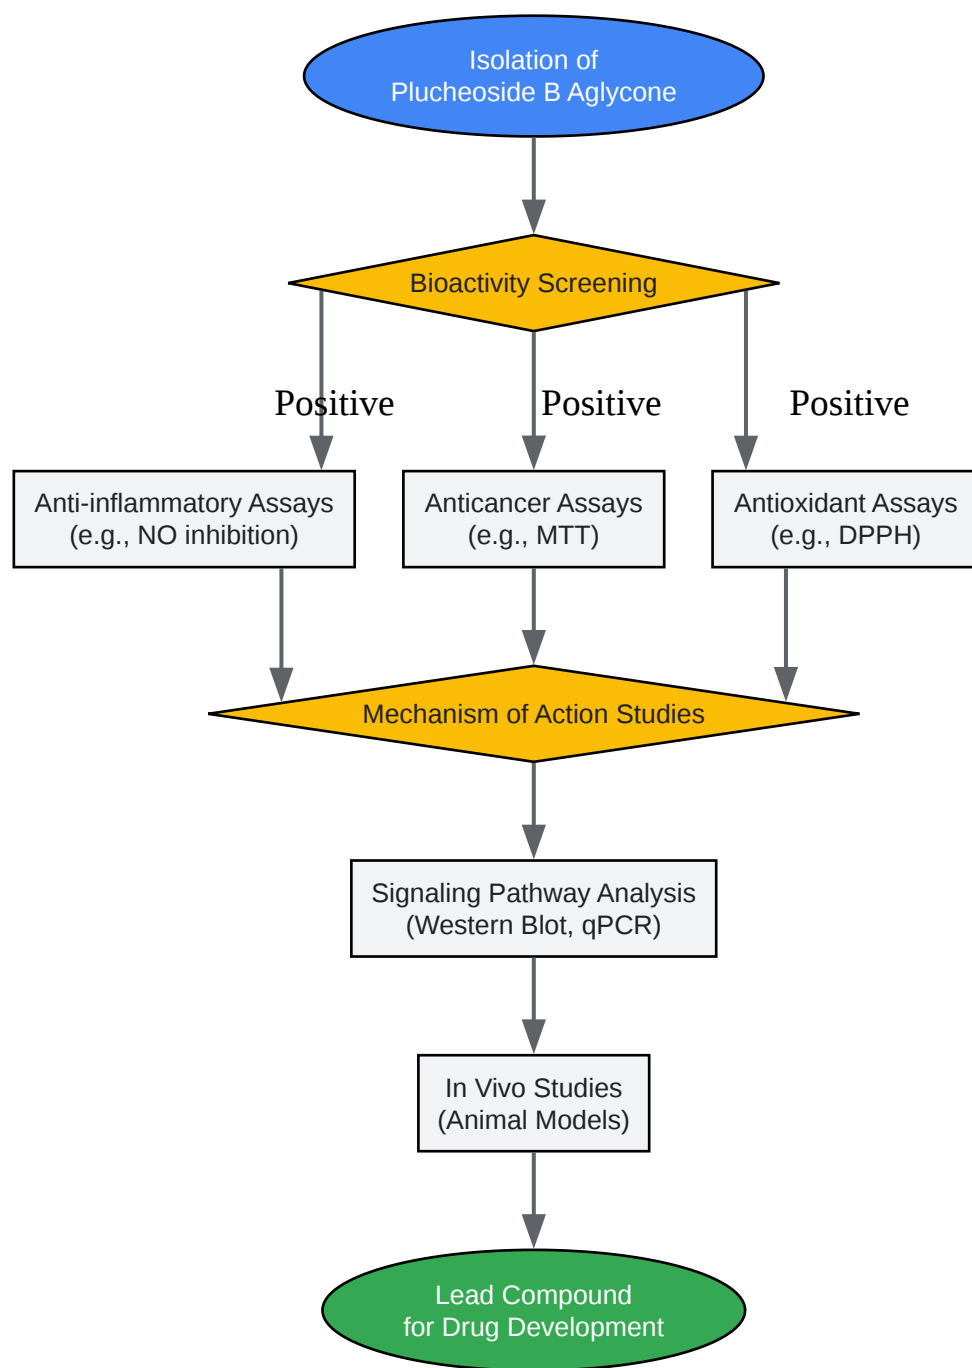 Isolation of
Plucheoside B Aglycone
Bioactivity Screening
Positive
Positive
Positive
Anti-inflammatory Assays
(e.g., NO inhibition)
Anticancer Assays
(e.g., MTT)
Antioxidant Assays
(e.g., DPPH)
Mechanism of Action Studies
Signaling Pathway Analysis
(Western Blot, qPCR)
In Vivo Studies
(Animal Models)
Lead Compound
for Drug Development